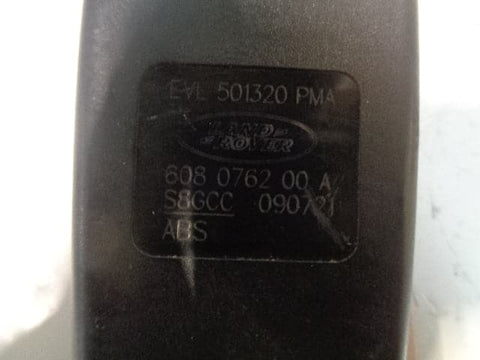 EVL 501320 PMA
LAND-
-ROVER
608 0762 00 A
S8GCC 090721
ABS